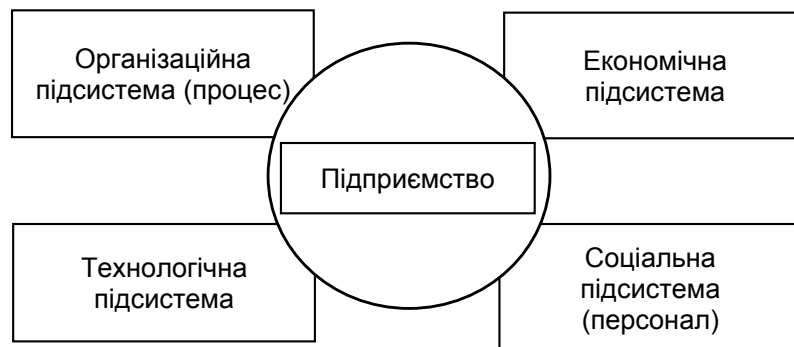 Організаційна
підсистема (процес)
Економічна
підсистема
Підприємство
Технологічна
підсистема
Соціальна
підсистема
(персонал)